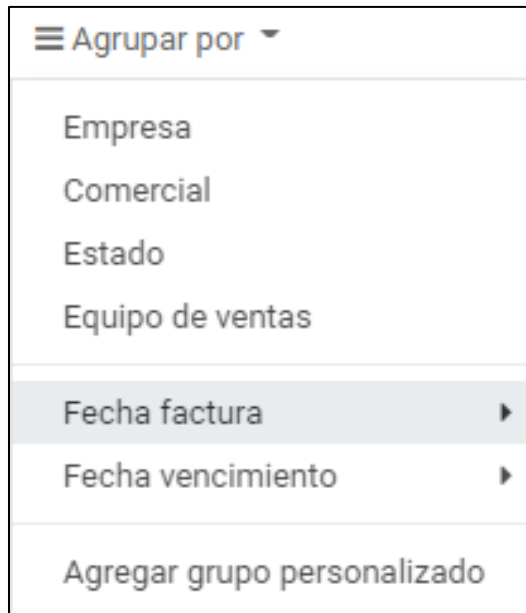 Agrupar por
Empresa
Comercial
Estado
Equipo de ventas
Fecha factura
Fecha vencimiento
Agregar grupo personalizado